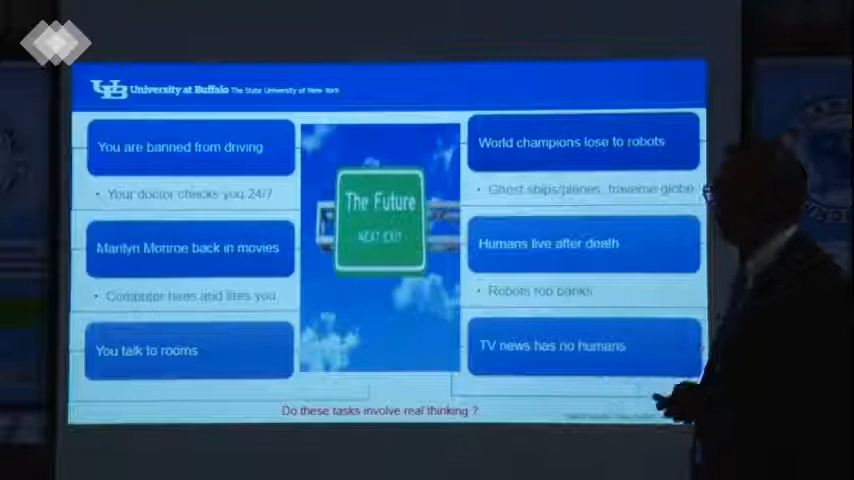 UB University at Buffalo The State University of New York
You are banned from driving
• Your doctor checks you 24/7
Marilyn Monroe back in movies
• Computer hires and fires you
You talk to rooms
The Future
NEXT EXIT
World champions lose to robots
• Ghost ships/planes traverse globe
Humans live after death
• Robots rob banks
TV news has no humans
Do these tasks involve real thinking ?